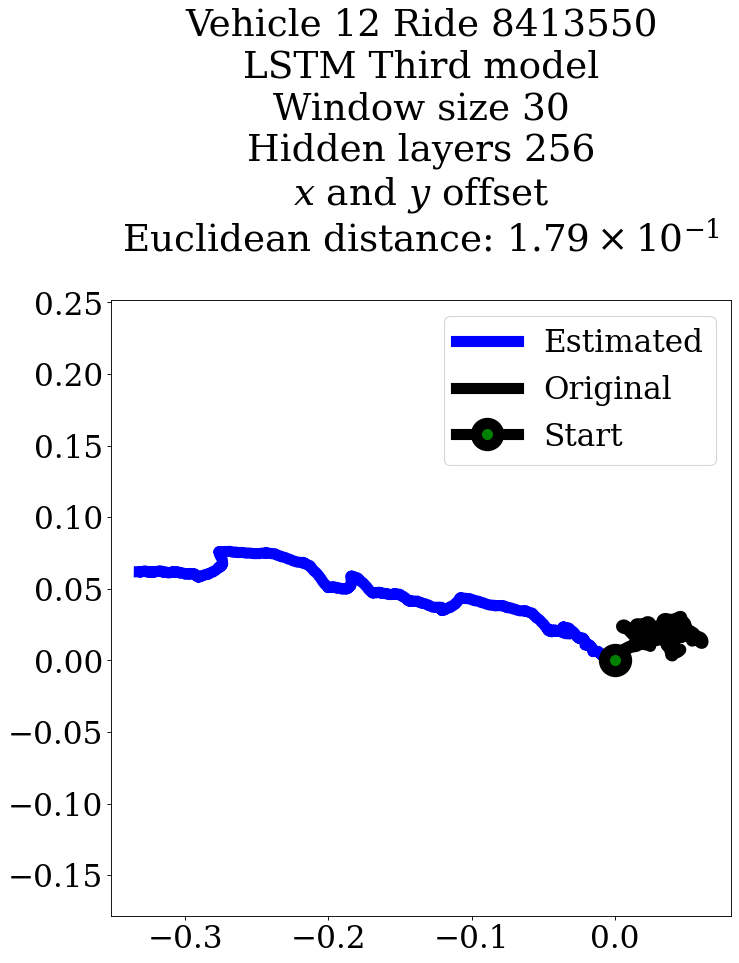 Vehicle 12 Ride 8413550
LSTM Third model
Window size 30
Hidden layers 256
x and y offset
Euclidean distance: 1.79 × 10⁻¹
0.25
0.20
0.15
0.10
0.05
0.00
−0.05
−0.10
−0.15
Estimated
Original
Start
−0.3 −0.2 −0.1 0.0